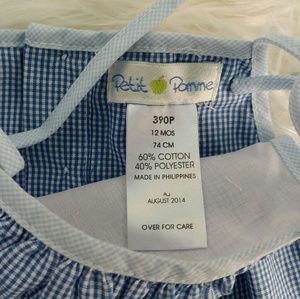 Petit Pomme
390P
12 MOS
74 CM
60% COTTON
40% POLYESTER
MADE IN PHILIPPINES
AJ
AUGUST 2014
OVER FOR CARE